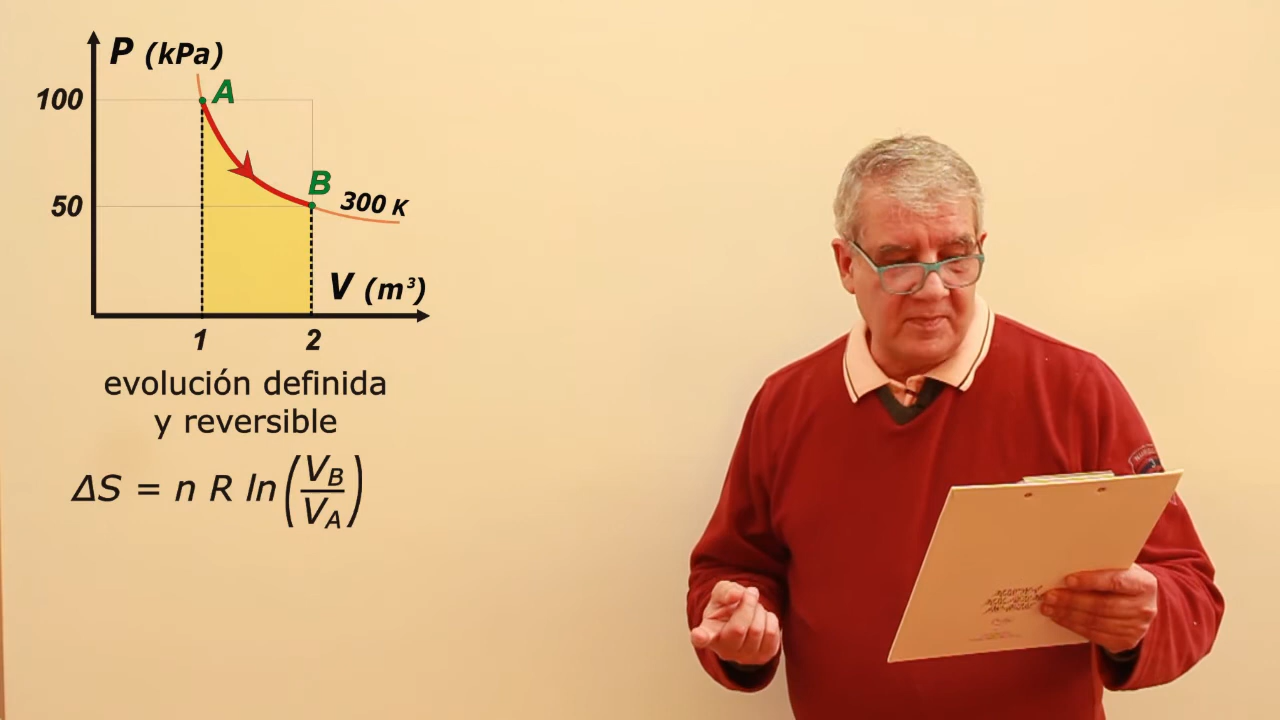 P (kPa)
100
A
50
B
300 K
V (m³)
1
2
evolución definida
y reversible
ΔS = n R ln(V_B/V_A)